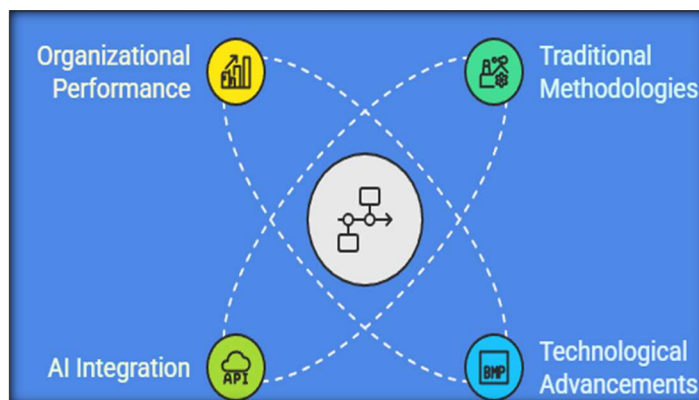 Organizational
Performance
Traditional
Methodologies
AI Integration
API
BMP
Technological
Advancements